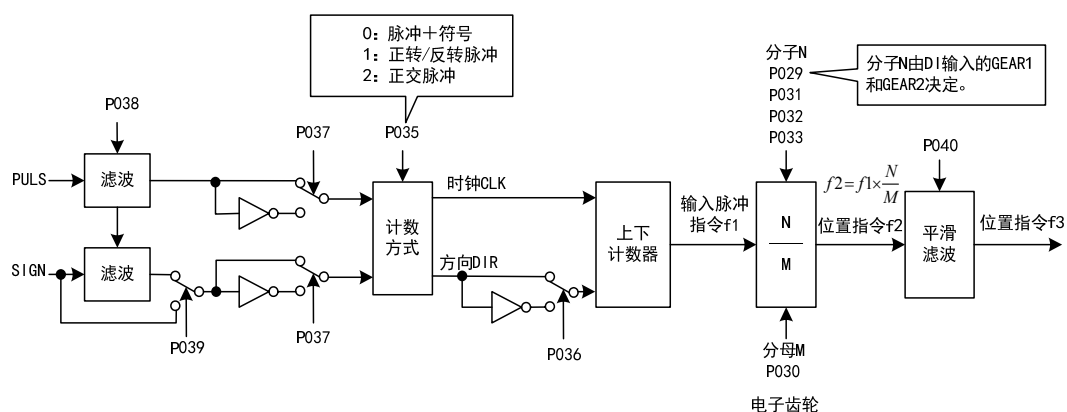 0：脉冲＋符号
1：正转/反转脉冲
2：正交脉冲
分子N
P029
P031
P032
P033
分子N由DI输入的GEAR1
和GEAR2决定。
P038
P037
P035
P040
PULS
滤波
时钟CLK
f2=f1×N/M
计数
方式
上下
计数器
输入脉冲
指令f1
N
M
位置指令f2
平滑
滤波
位置指令f3
SIGN
滤波
方向DIR
P039
P037
P036
分母M
P030
电子齿轮